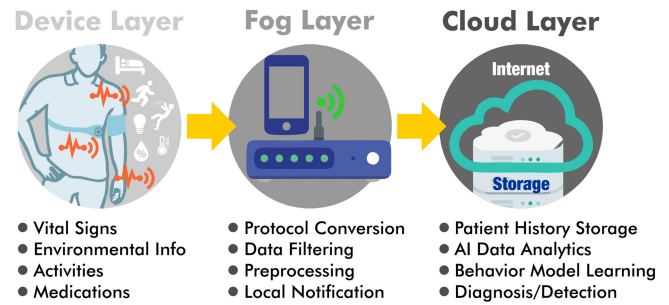 Device Layer
Fog Layer
Cloud Layer
%
Internet
Storage
● Vital Signs
● Environmental Info
● Activities
● Medications
● Protocol Conversion
● Data Filtering
● Preprocessing
● Local Notification
● Patient History Storage
● AI Data Analytics
● Behavior Model Learning
● Diagnosis/Detection